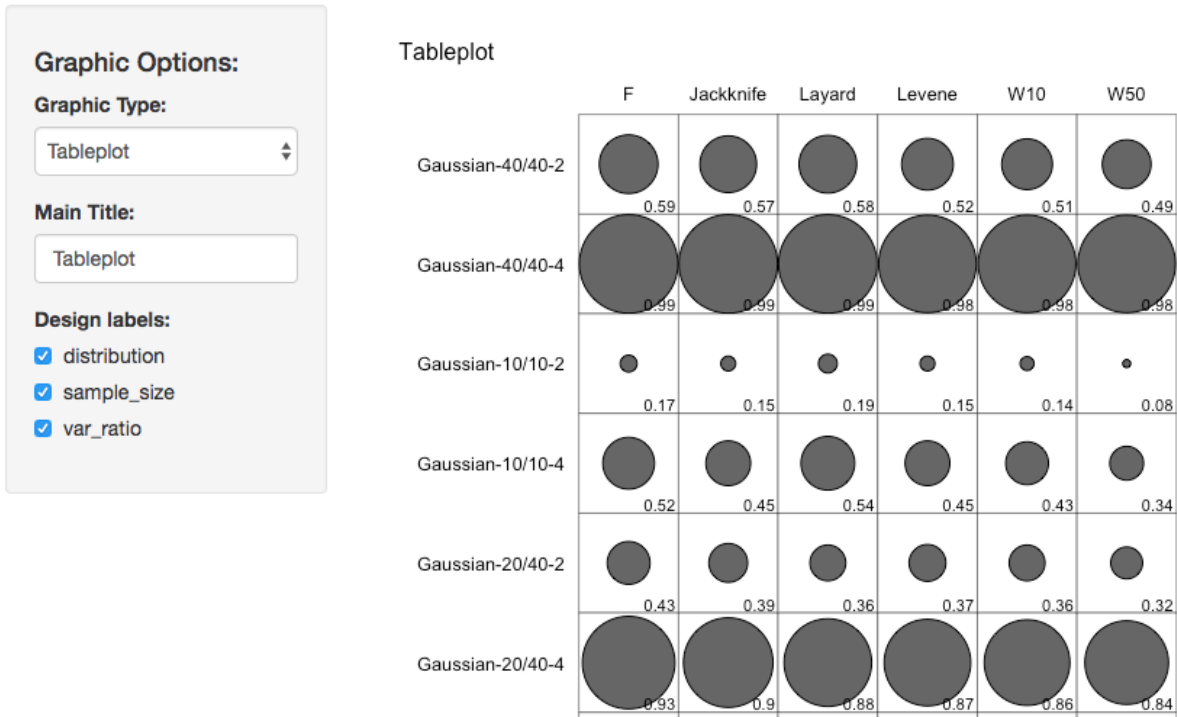 Graphic Options:
Graphic Type:
Tableplot
Main Title:
Tableplot
Design labels:
distribution
sample_size
var_ratio
Tableplot
F Jackknife Layard Levene W10 W50
Gaussian-40/40-2
0.59 0.57 0.58 0.52 0.51 0.49
Gaussian-40/40-4
0.99 0.99 0.99 0.98 0.98 0.98
Gaussian-10/10-2
0.17 0.15 0.19 0.15 0.14 0.08
Gaussian-10/10-4
0.52 0.45 0.54 0.45 0.43 0.34
Gaussian-20/40-2
0.43 0.39 0.36 0.37 0.36 0.32
Gaussian-20/40-4
0.93 0.9 0.88 0.87 0.86 0.84